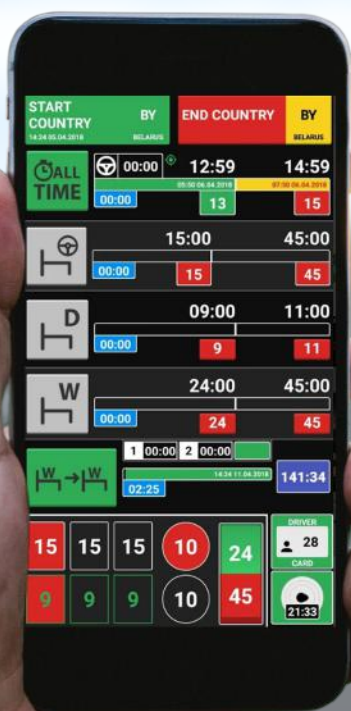 START COUNTRY BY
14:24 05.04.2018 BELARUS
END COUNTRY BY
BELARUS
ALL TIME
00:00 12:59 14:59
05:50 06.04.2018 07:50 06.04.2018
00:00 13 15
15:00 45:00
00:00 15 45
D 09:00 11:00
00:00 9 11
W 24:00 45:00
00:00 24 45
1 00:00 2 00:00
W → W 14:24 11.04.2018 141:34
02:25
15 15 15 10 24
9 9 9 10 45
DRIVER
28
CARD
21:33